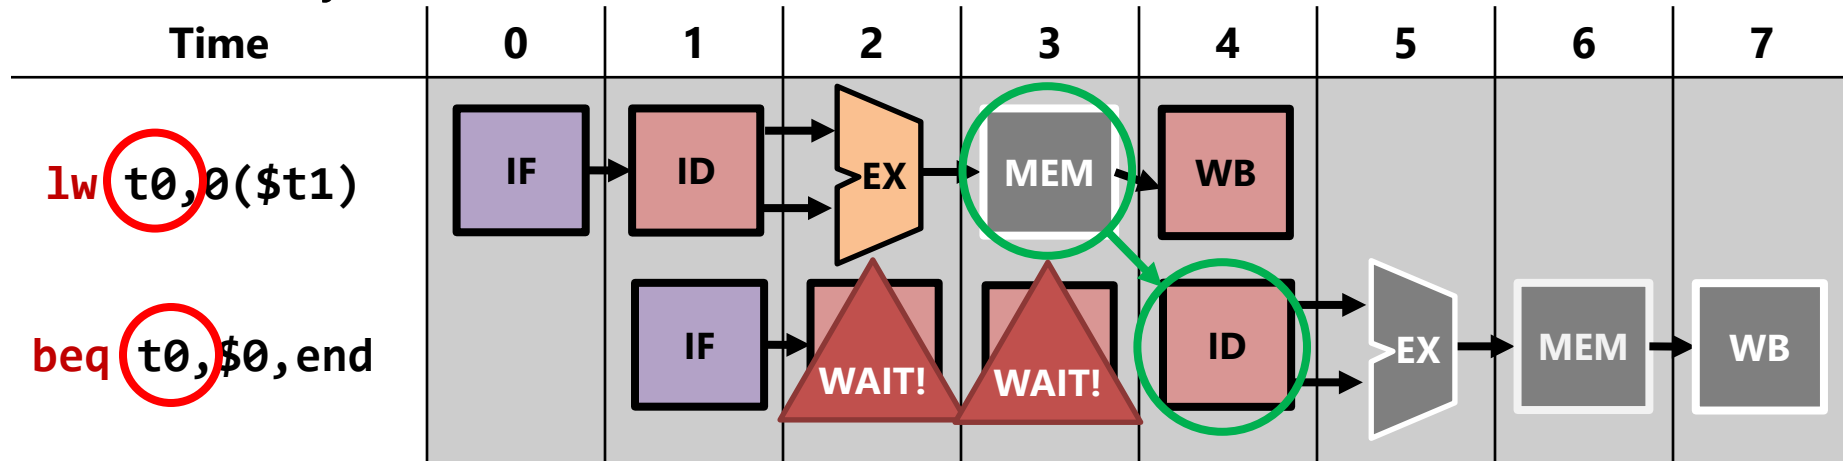 Time 0 1 2 3 4 5 6 7
lw t0,0($t1) IF ID EX MEM WB
beq t0,$0,end IF WAIT! WAIT! ID EX MEM WB